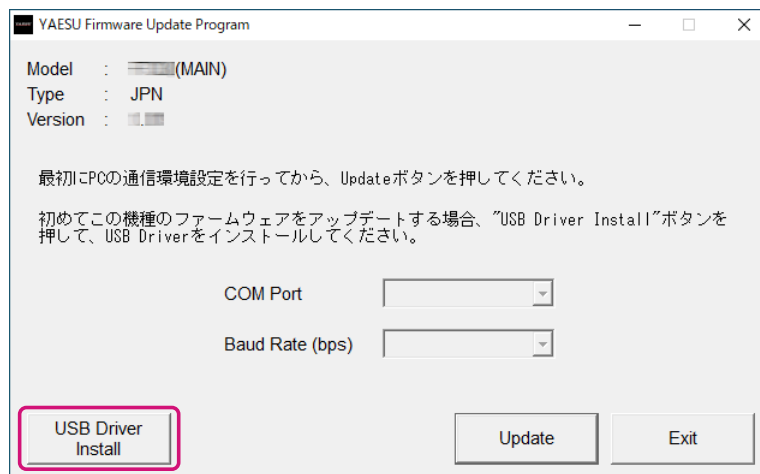 YAESU Firmware Update Program
Model : (MAIN)
Type : JPN
Version :
最初にPCの通信環境設定を行ってから、Updateボタンを押してください。
初めてこの機種のファームウェアをアップデートする場合、"USB Driver Install"ボタンを
押して、USB Driverをインストールしてください。
COM Port
Baud Rate (bps)
USB Driver
Install
Update
Exit